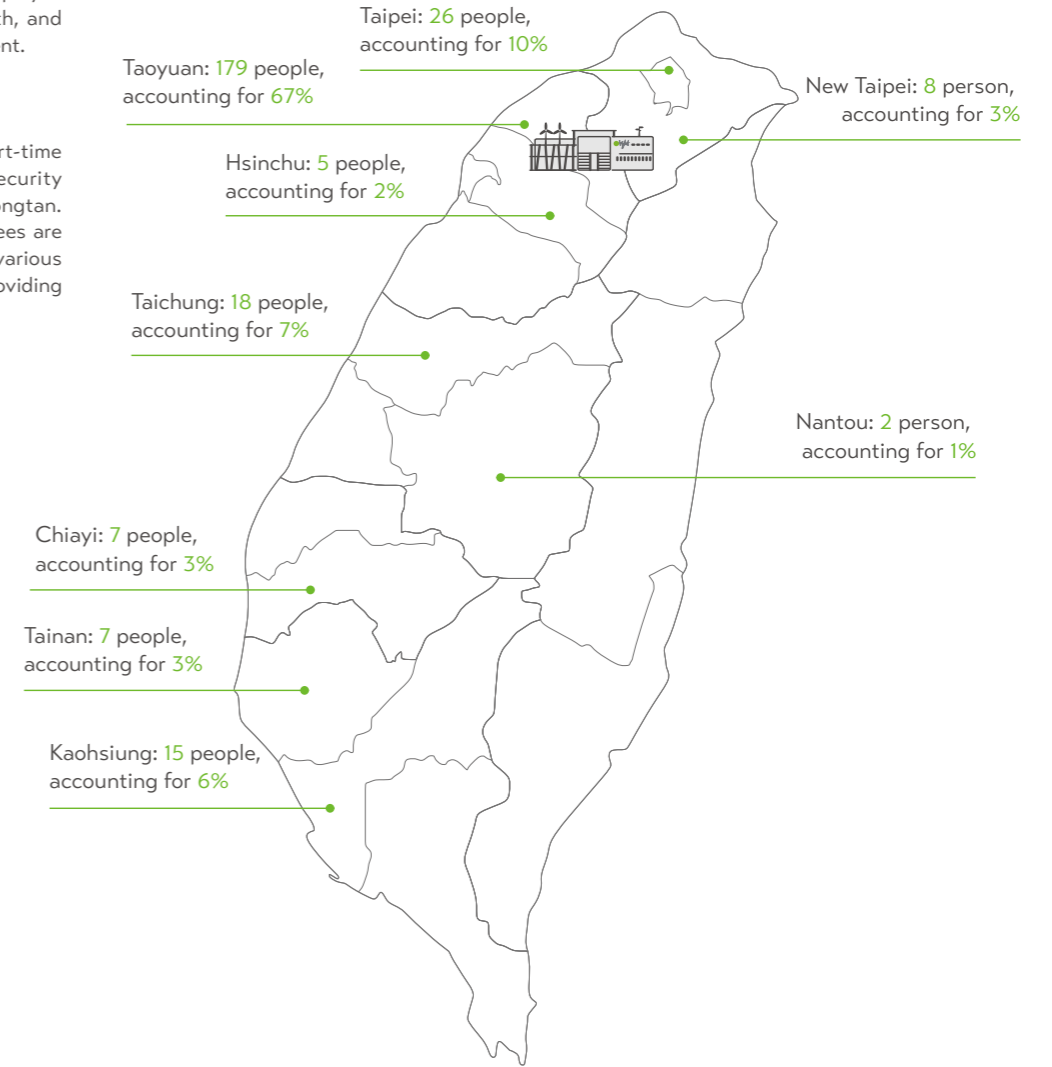 th, and
nt.
rt-time
ecurity
ongtan.
ees are
various
oviding
Taipei: 26 people,
accounting for 10%
Taoyuan: 179 people,
accounting for 67%
New Taipei: 8 person,
accounting for 3%
Hsinchu: 5 people,
accounting for 2%
Taichung: 18 people,
accounting for 7%
Nantou: 2 person,
accounting for 1%
Chiayi: 7 people,
accounting for 3%
Tainan: 7 people,
accounting for 3%
Kaohsiung: 15 people,
accounting for 6%